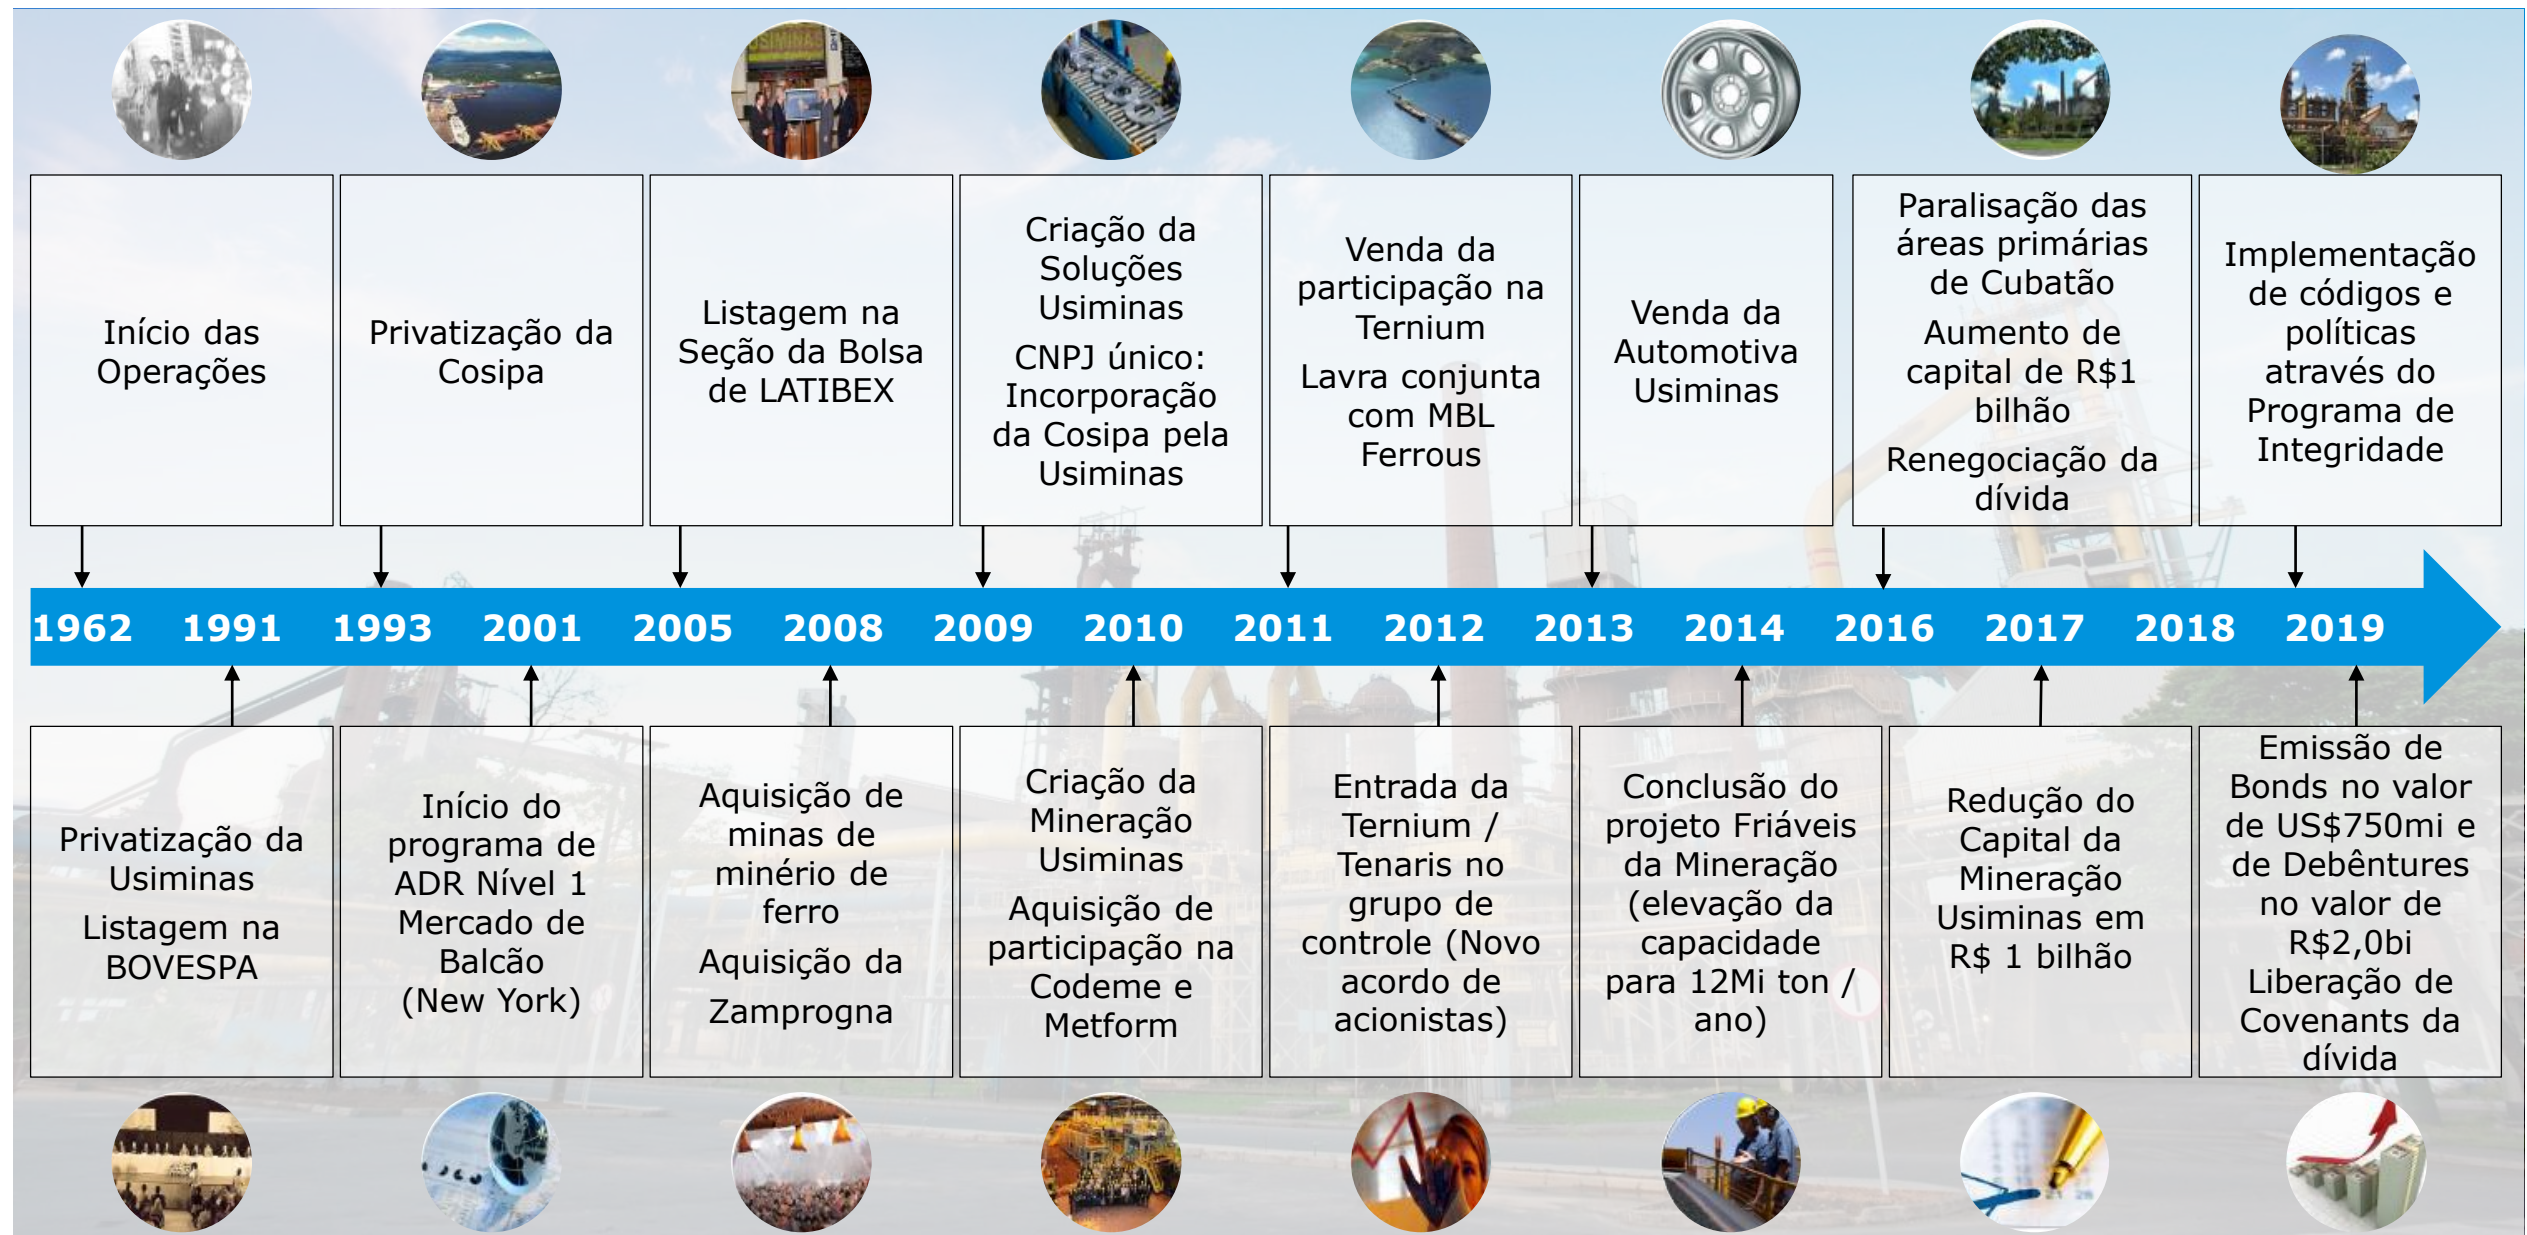 Início das
Operações
Privatização da
Cosipa
Listagem na
Seção da Bolsa
de LATIBEX
Criação da
Soluções
Usiminas
CNPJ único:
Incorporação
da Cosipa pela
Usiminas
Venda da
participação na
Ternium
Lavra conjunta
com MBL
Ferrous
Venda da
Automotiva
Usiminas
Paralisação das
áreas primárias
de Cubatão
Aumento de
capital de R$1
bilhão
Renegociação da
dívida
Implementação
de códigos e
políticas
através do
Programa de
Integridade
1962 1991 1993 2001 2005 2008 2009 2010 2011 2012 2013 2014 2016 2017 2018 2019
Privatização da
Usiminas
Listagem na
BOVESPA
Início do
programa de
ADR Nível 1
Mercado de
Balcão
(New York)
Aquisição de
minas de
minério de
ferro
Aquisição da
Zamprogna
Criação da
Mineração
Usiminas
Aquisição de
participação na
Codeme e
Metform
Entrada da
Ternium /
Tenaris no
grupo de
controle (Novo
acordo de
acionistas)
Conclusão do
projeto Friáveis
da Mineração
(elevação da
capacidade
para 12Mi ton /
ano)
Redução do
Capital da
Mineração
Usiminas em
R$ 1 bilhão
Emissão de
Bonds no valor
de US$750mi e
de Debêntures
no valor de
R$2,0bi
Liberação de
Covenants da
dívida